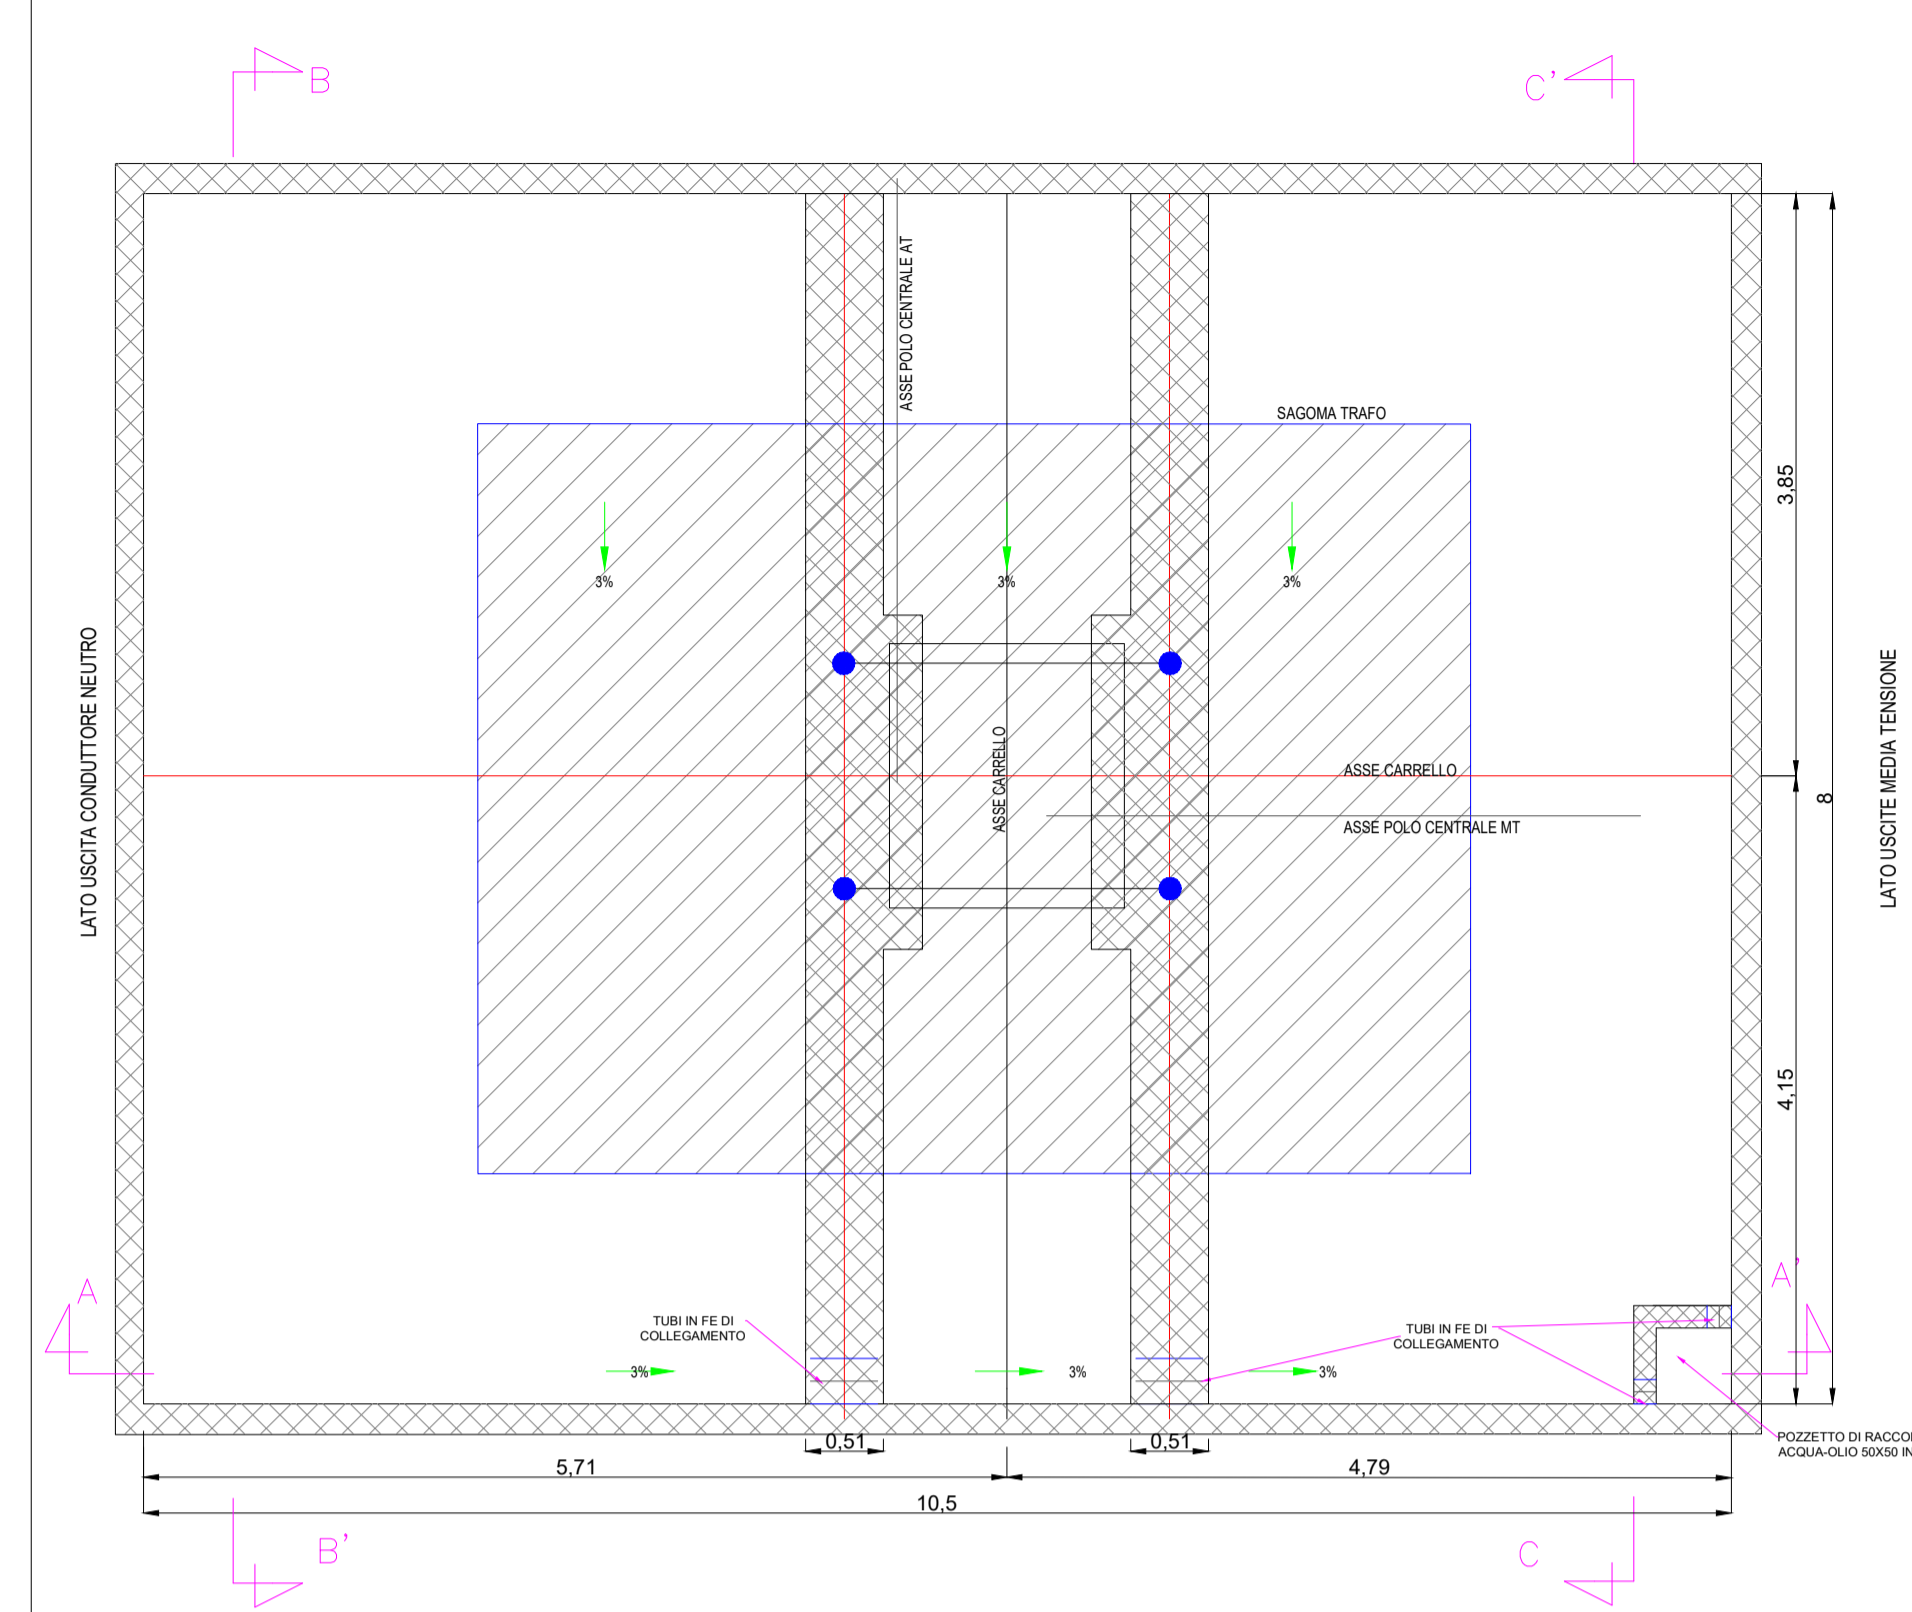 B
C'
ASSE POLO CENTRALE AT
SAGOMA TRAFO
3,85
3%
3%
3%
LATO USCITA CONDUTTORE NEUTRO
LATO USCITE MEDIA TENSIONE
ASSE CARRELLO
ASSE CARRELLO
8
ASSE POLO CENTRALE MT
4,15
A
A'
TUBI IN FE DI
COLLEGAMENTO
TUBI IN FE DI
COLLEGAMENTO
3%
3%
3%
0,51
0,51
POZZETTO DI
ACQUA-OLIO 50X50 IN
5,71
4,79
10,5
B'
C